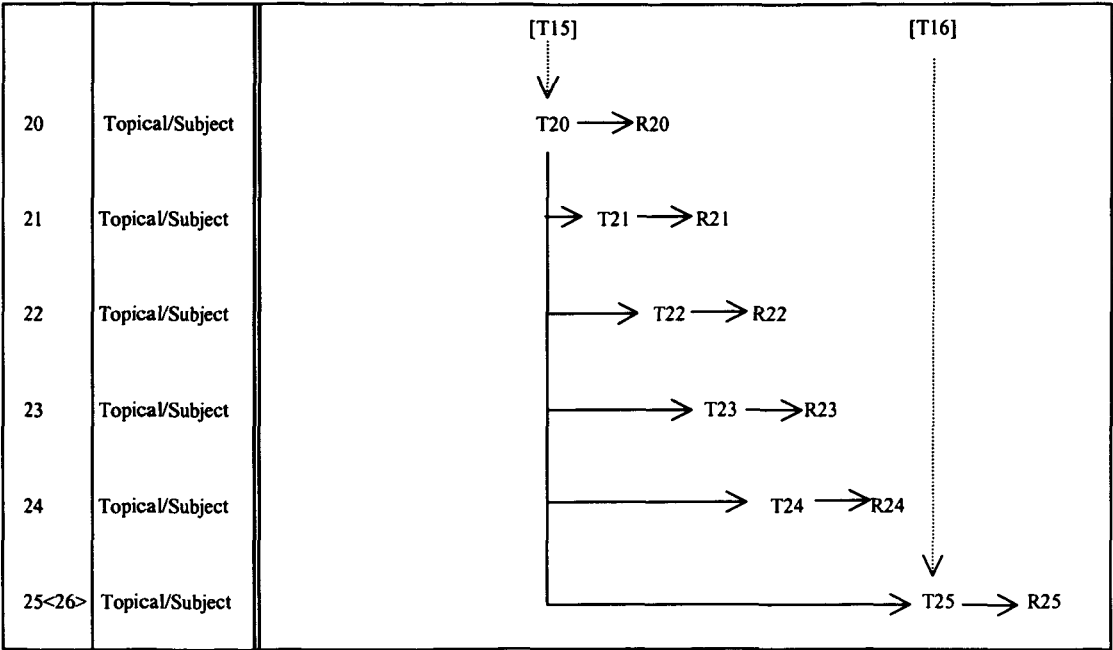 [T15] [T16]
20 Topical/Subject T20 R20
21 Topical/Subject T21 R21
22 Topical/Subject T22 R22
23 Topical/Subject T23 R23
24 Topical/Subject T24 R24
25<26> Topical/Subject T25 R25